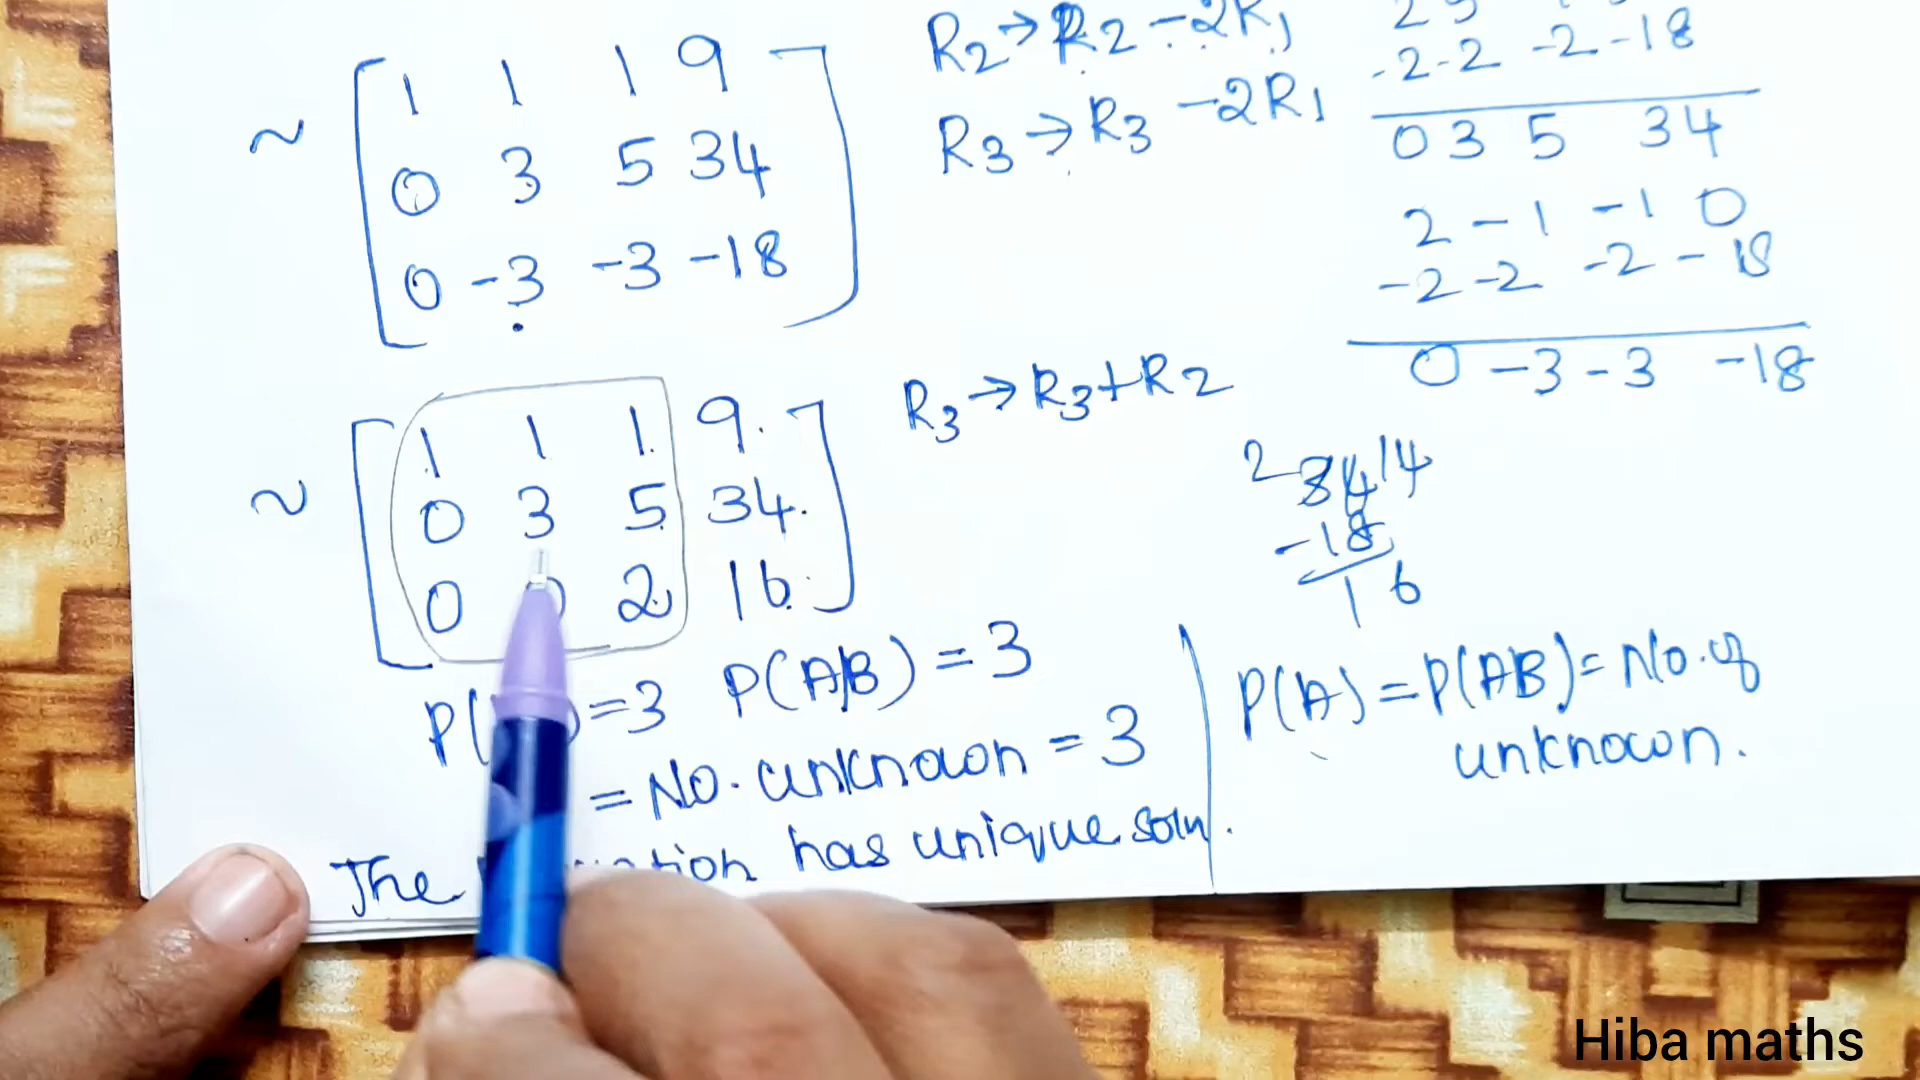 R2→R2 -2R1
-2 -2 -2 -18
~ [ 1 1 1 9 ]
[ 0 3 5 34 ]
[ 0 -3 -3 -18 ]
R3→R3 -2R1
0 3 5 34
2 -1 -1 0
-2 -2 -2 -18
0 -3 -3 -18
~ [ 1 1 1 9 ]
[ 0 3 5 34 ]
[ 0 0 2 16 ]
R3→R3+R2
2 34 14
-18
16
=3 P(AB) = 3
= No. unknown = 3
The has unique soln.
P(A) = P(AB) = No. of
unknown.
Hiba maths